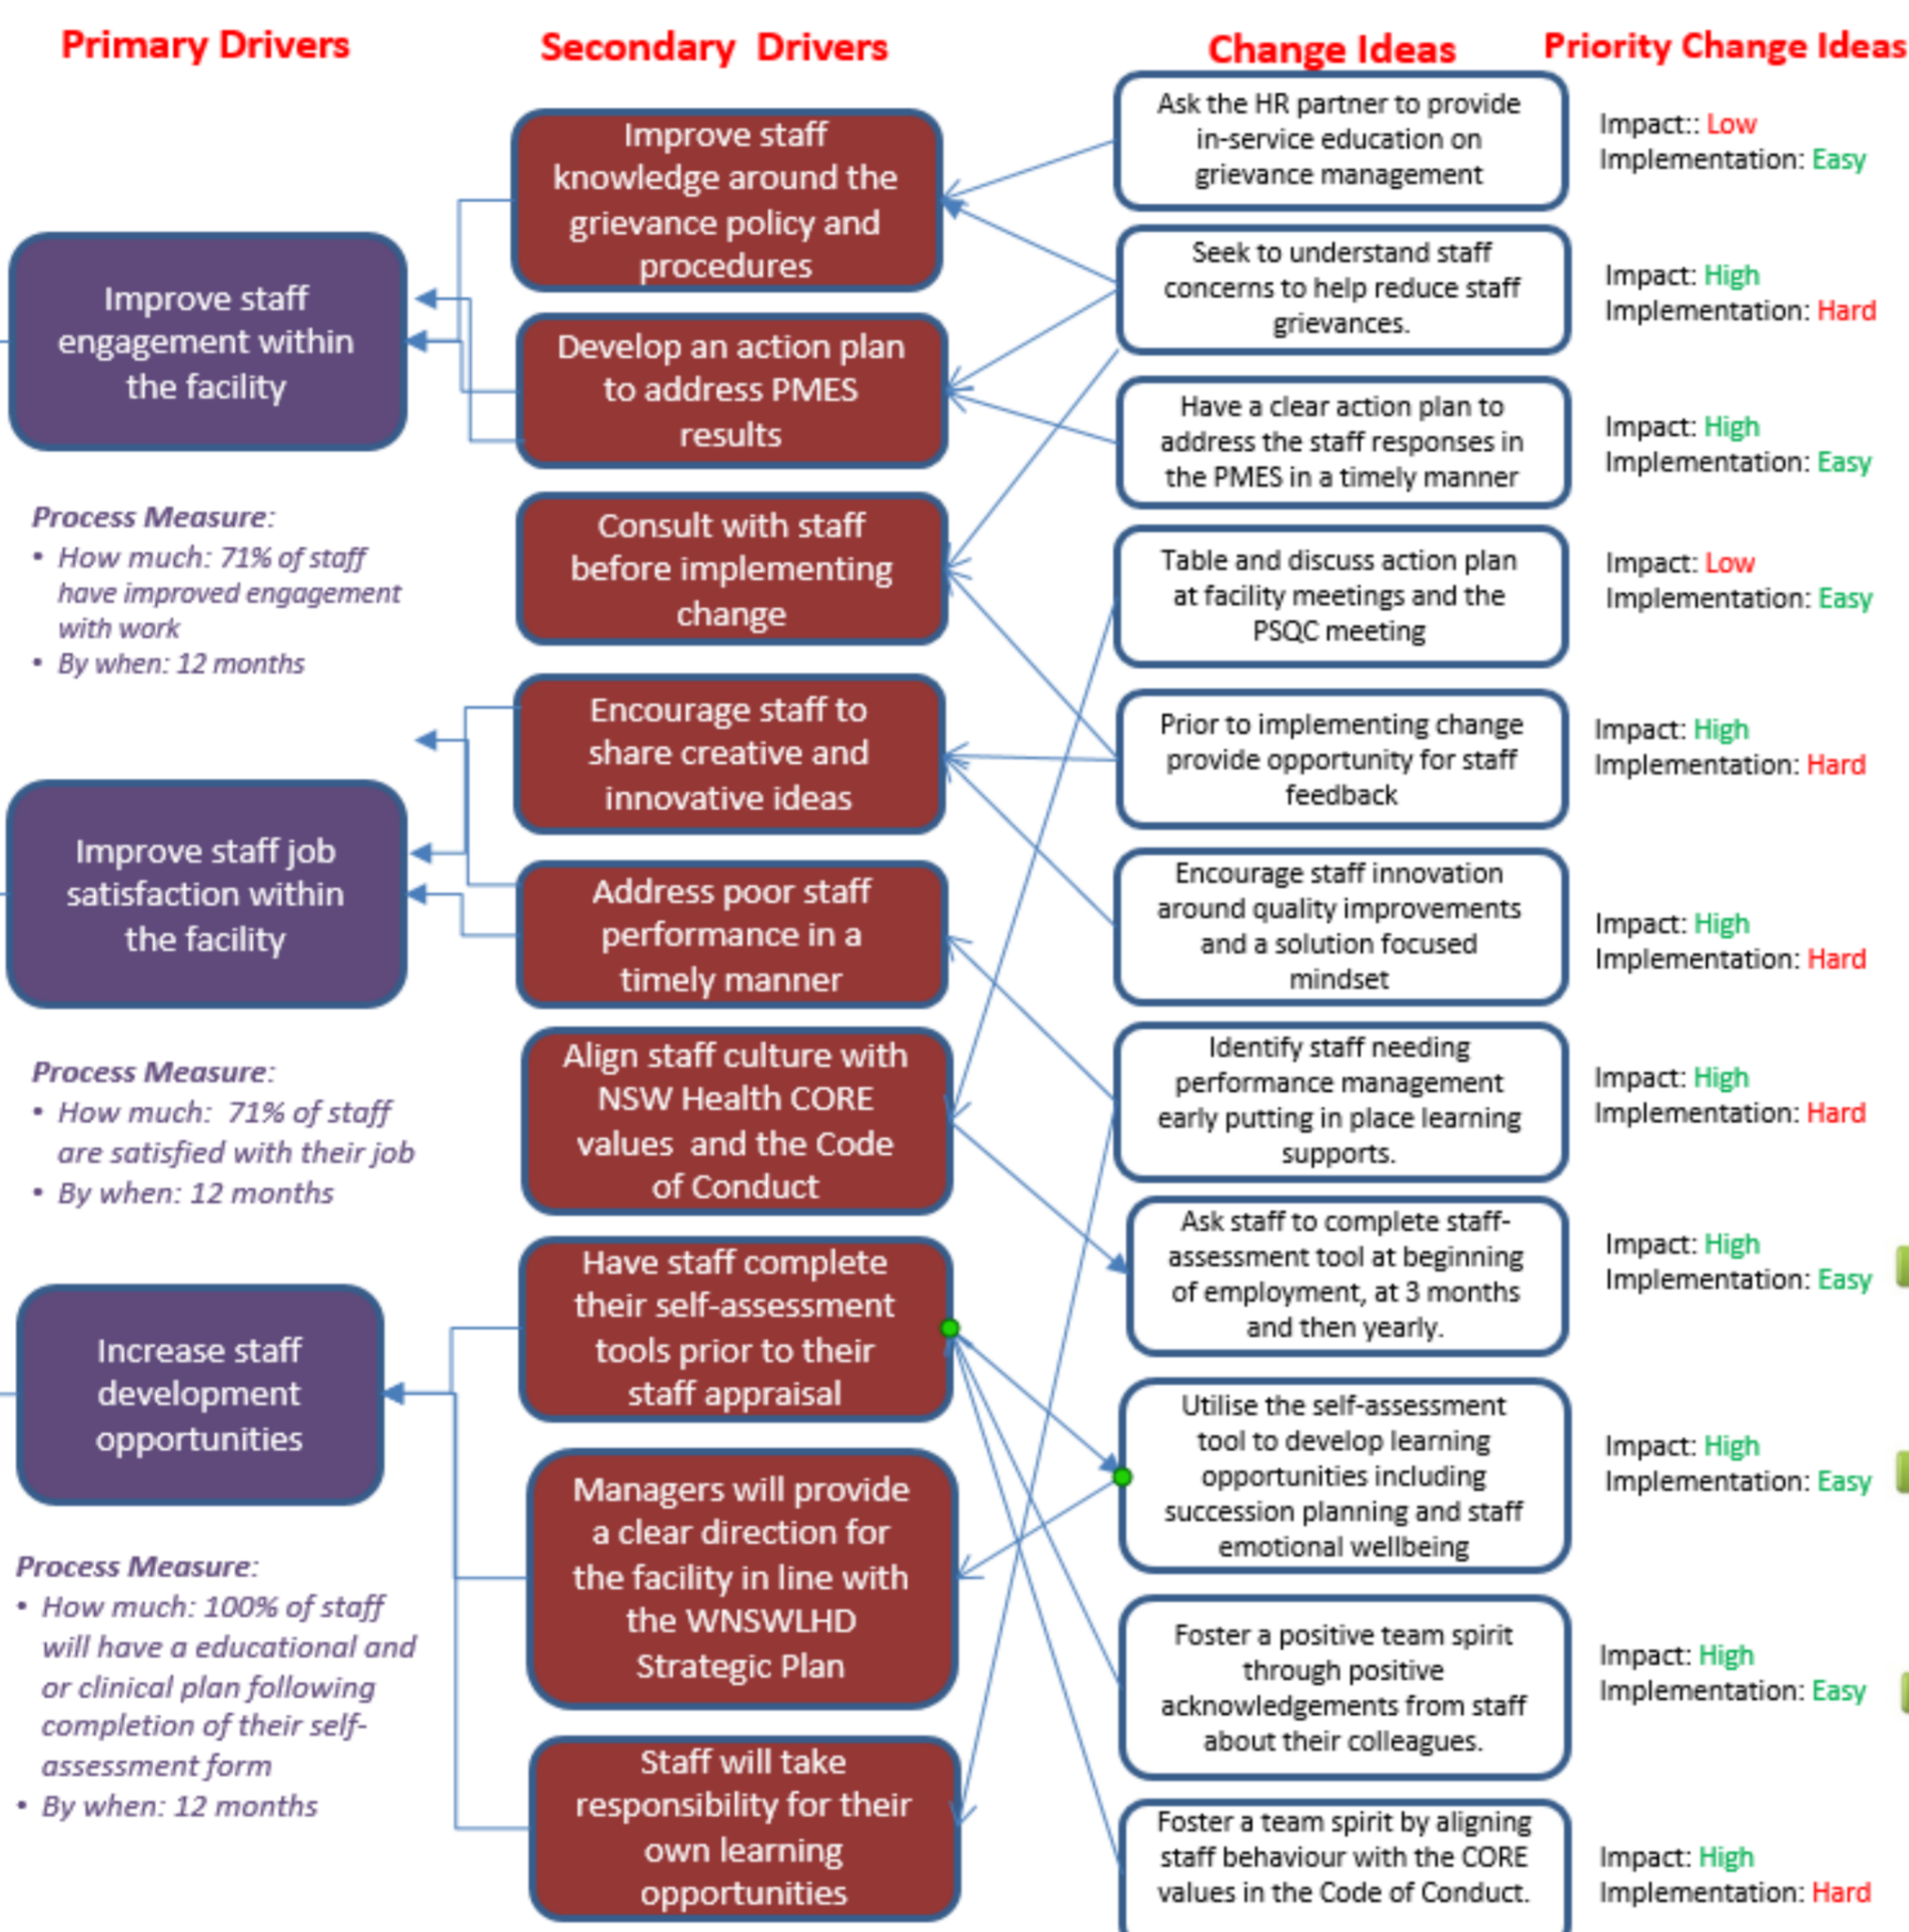 Primary Drivers
Secondary Drivers
Change Ideas
Priority Change Ideas
Improve staff
engagement within
the facility
Process Measure:
• How much: 71% of staff
have improved engagement
with work
• By when: 12 months
Improve staff job
satisfaction within
the facility
Process Measure:
• How much: 71% of staff
are satisfied with their job
• By when: 12 months
Increase staff
development
opportunities
Process Measure:
• How much: 100% of staff
will have a educational and
or clinical plan following
completion of their self-
assessment form
• By when: 12 months
Improve staff
knowledge around the
grievance policy and
procedures
Develop an action plan
to address PMES
results
Consult with staff
before implementing
change
Encourage staff to
share creative and
innovative ideas
Address poor staff
performance in a
timely manner
Align staff culture with
NSW Health CORE
values and the Code
of Conduct
Have staff complete
their self-assessment
tools prior to their
staff appraisal
Managers will provide
a clear direction for
the facility in line with
the WNSWLHD
Strategic Plan
Staff will take
responsibility for their
own learning
opportunities
Ask the HR partner to provide
in-service education on
grievance management
Impact:: Low
Implementation: Easy
Seek to understand staff
concerns to help reduce staff
grievances.
Impact: High
Implementation: Hard
Have a clear action plan to
address the staff responses in
the PMES in a timely manner
Impact: High
Implementation: Easy
Table and discuss action plan
at facility meetings and the
PSQC meeting
Impact: Low
Implementation: Easy
Prior to implementing change
provide opportunity for staff
feedback
Impact: High
Implementation: Hard
Encourage staff innovation
around quality improvements
and a solution focused
mindset
Impact: High
Implementation: Hard
Identify staff needing
performance management
early putting in place learning
supports.
Impact: High
Implementation: Hard
Ask staff to complete staff-
assessment tool at beginning
of employment, at 3 months
and then yearly.
Impact: High
Implementation: Easy
Utilise the self-assessment
tool to develop learning
opportunities including
succession planning and staff
emotional wellbeing
Impact: High
Implementation: Easy
Foster a positive team spirit
through positive
acknowledgements from staff
about their colleagues.
Impact: High
Implementation: Easy
Foster a team spirit by aligning
staff behaviour with the CORE
values in the Code of Conduct.
Impact: High
Implementation: Hard